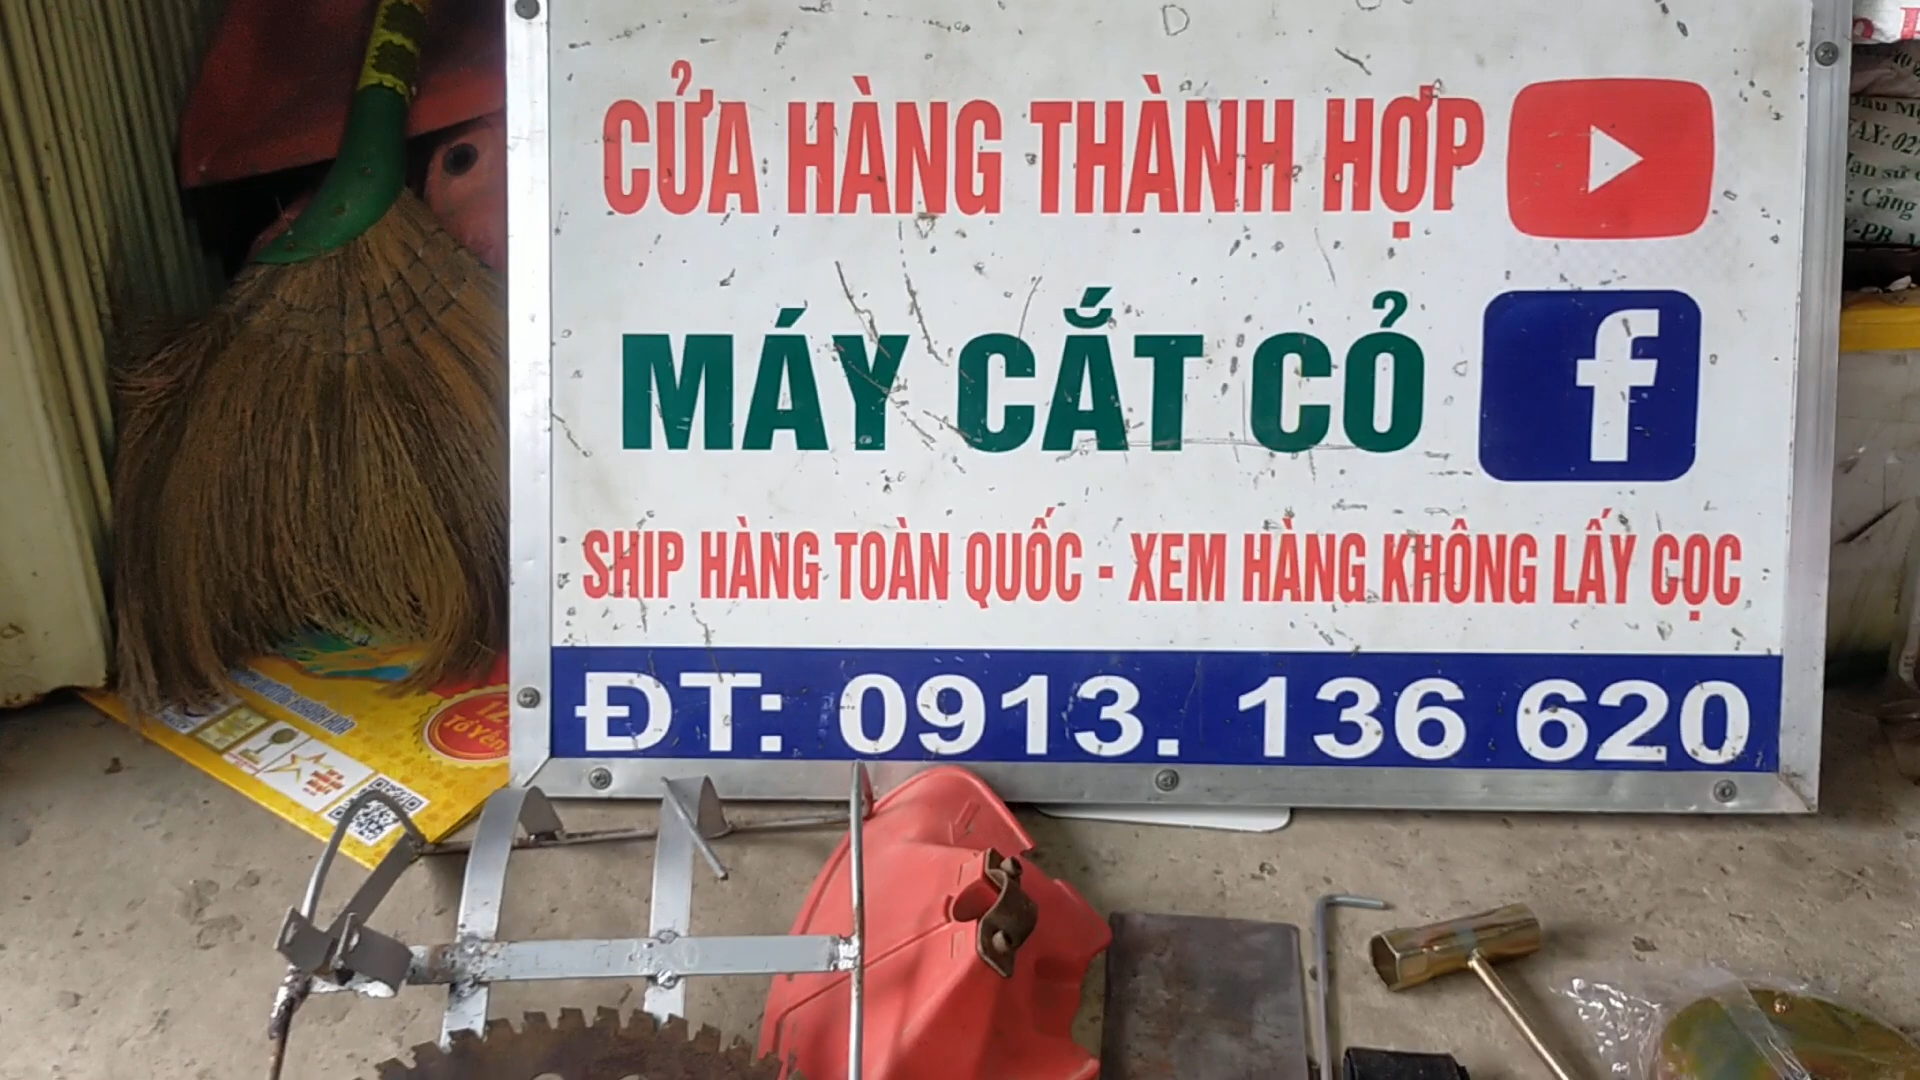 CỬA HÀNG THÀNH HỢP
MÁY CẮT CỎ
f
SHIP HÀNG TOÀN QUỐC - XEM HÀNG KHÔNG LẤY CỌC
ĐT: 0913. 136 620